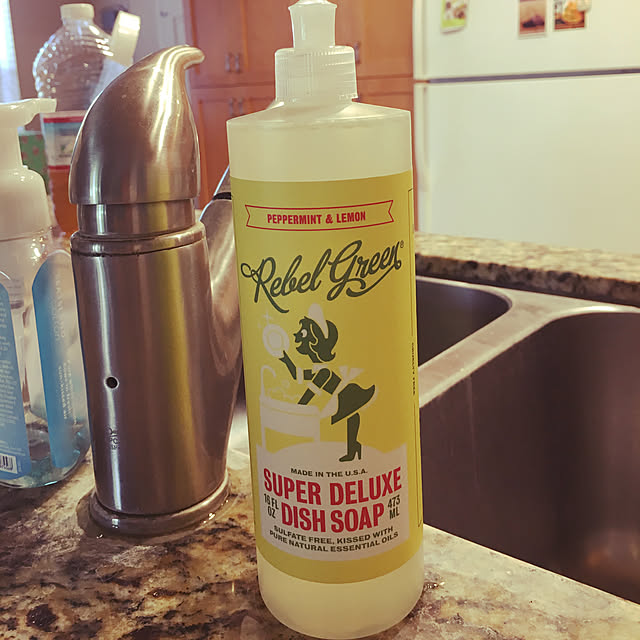 PEPPERMINT & LEMON
Rebel Green®
MADE IN THE U.S.A.
SUPER DELUXE
16 FL OZ DISH SOAP 473 ML
SULFATE FREE, KISSED WITH
PURE NATURAL ESSENTIAL OILS